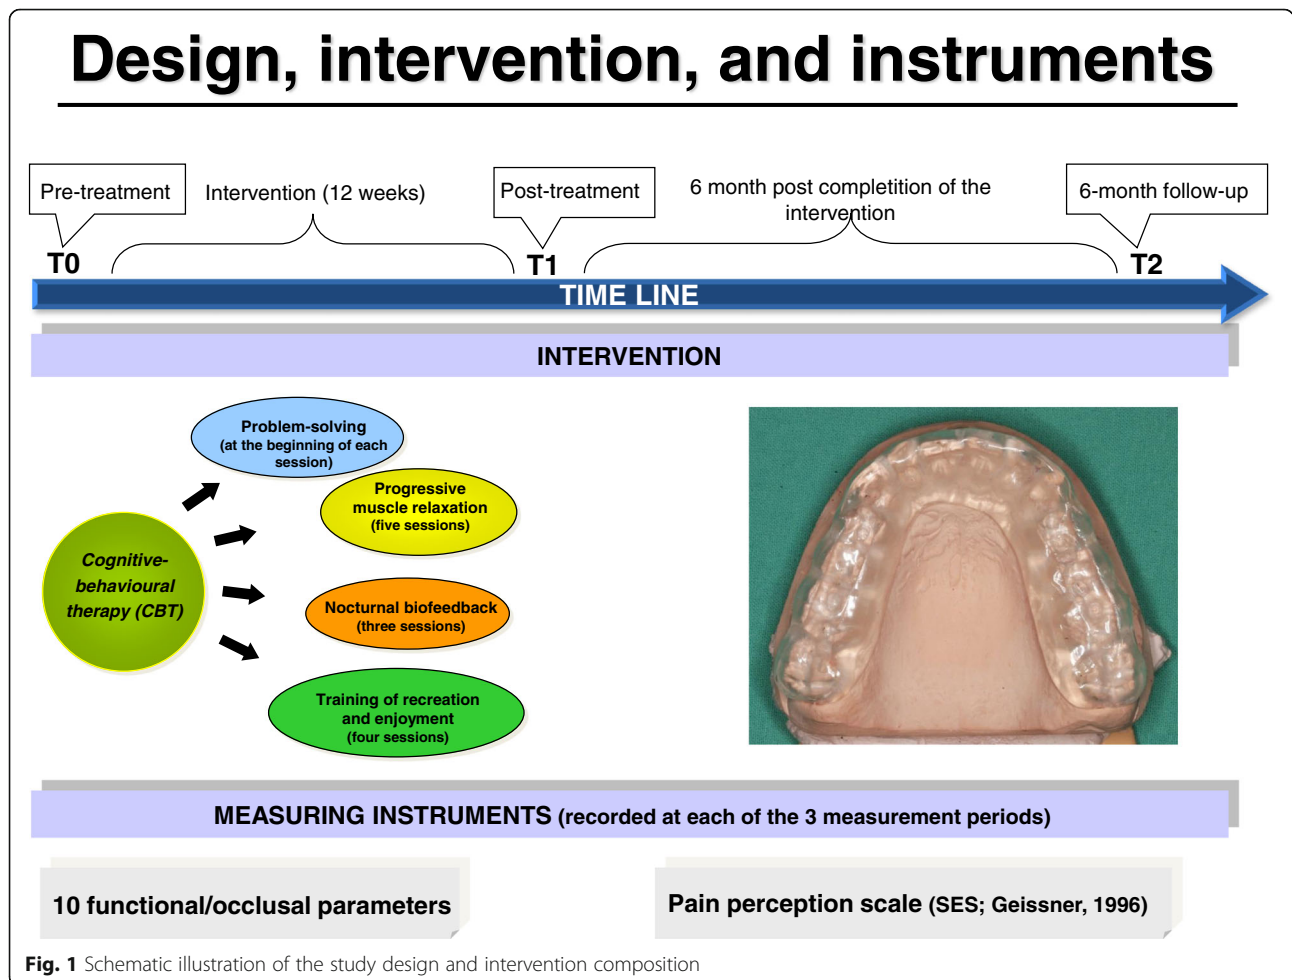 Design, intervention, and instruments
Pre-treatment
Intervention (12 weeks)
Post-treatment
6 month post completition of the
intervention
6-month follow-up
T0
T1
T2
TIME LINE
INTERVENTION
Problem-solving
(at the beginning of each
session)
Progressive
muscle relaxation
(five sessions)
Cognitive-
behavioural
therapy (CBT)
Nocturnal biofeedback
(three sessions)
Training of recreation
and enjoyment
(four sessions)
MEASURING INSTRUMENTS (recorded at each of the 3 measurement periods)
10 functional/occlusal parameters
Pain perception scale (SES; Geissner, 1996)
Fig. 1 Schematic illustration of the study design and intervention composition